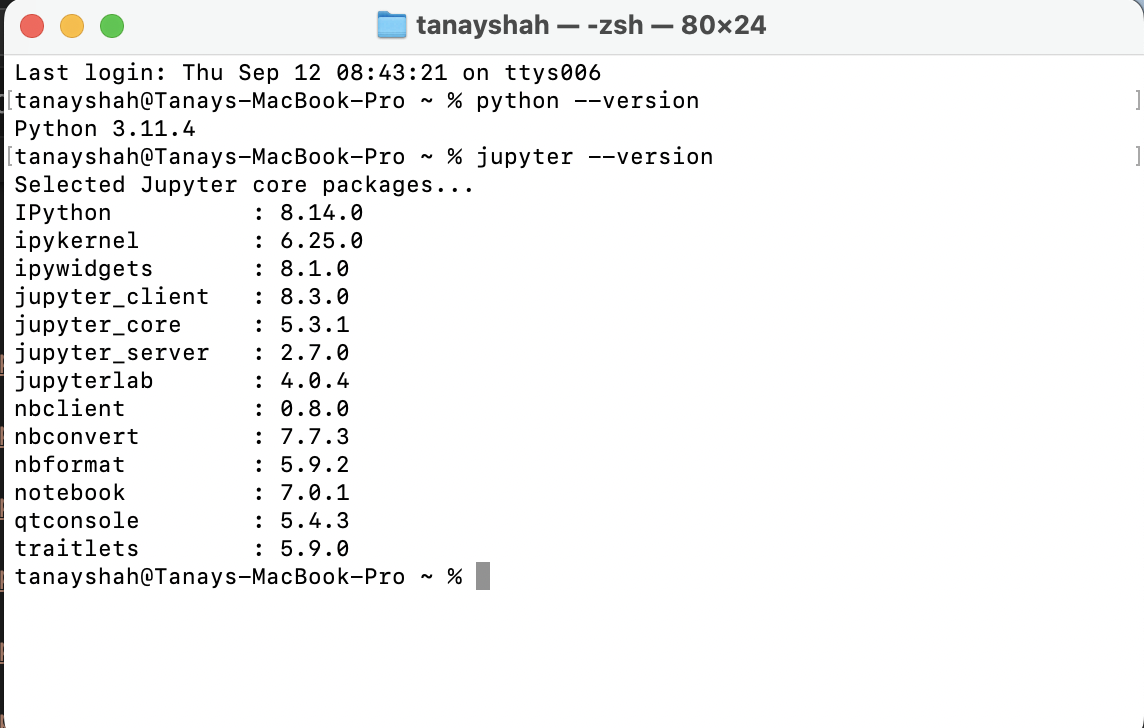 tanayshah — -zsh — 80×24
Last login: Thu Sep 12 08:43:21 on ttys006
[tanayshah@Tanays-MacBook-Pro ~ % python --version ]
Python 3.11.4
[tanayshah@Tanays-MacBook-Pro ~ % jupyter --version ]
Selected Jupyter core packages...
IPython          : 8.14.0
ipykernel        : 6.25.0
ipywidgets       : 8.1.0
jupyter_client   : 8.3.0
jupyter_core     : 5.3.1
jupyter_server   : 2.7.0
jupyterlab       : 4.0.4
nbclient         : 0.8.0
nbconvert        : 7.7.3
nbformat         : 5.9.2
notebook         : 7.0.1
qtconsole        : 5.4.3
traitlets        : 5.9.0
tanayshah@Tanays-MacBook-Pro ~ %